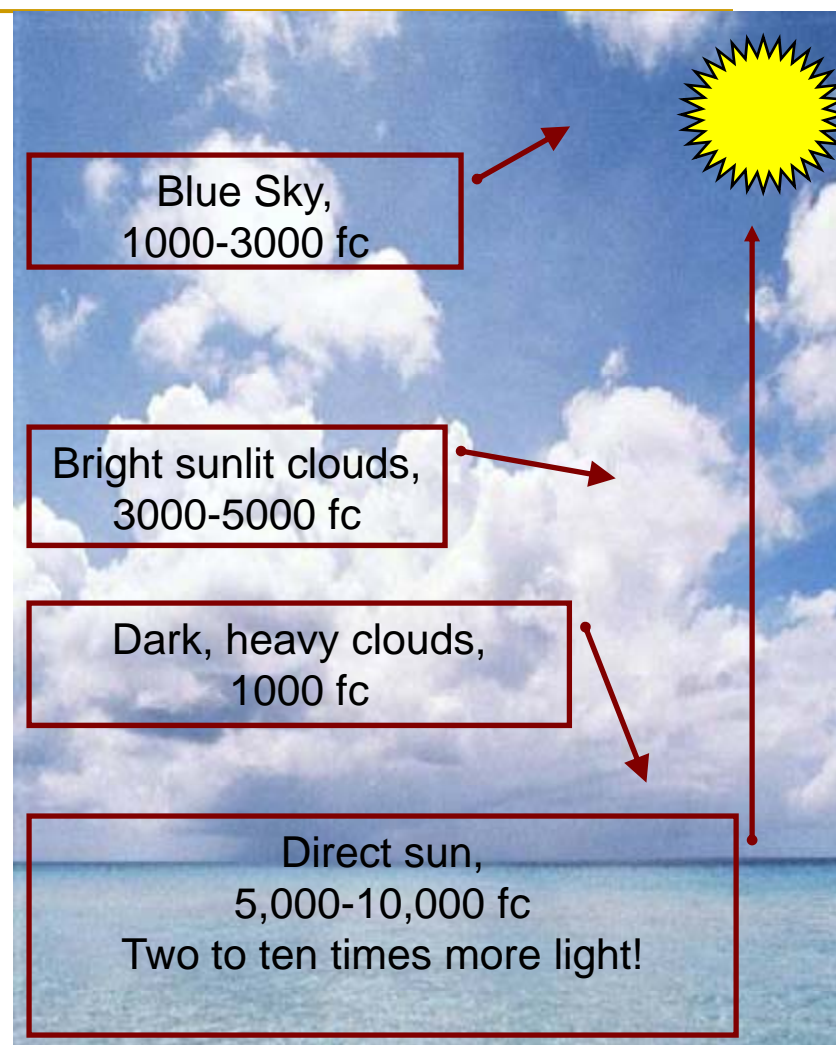 Blue Sky,
1000-3000 fc
Bright sunlit clouds,
3000-5000 fc
Dark, heavy clouds,
1000 fc
Direct sun,
5,000-10,000 fc
Two to ten times more light!